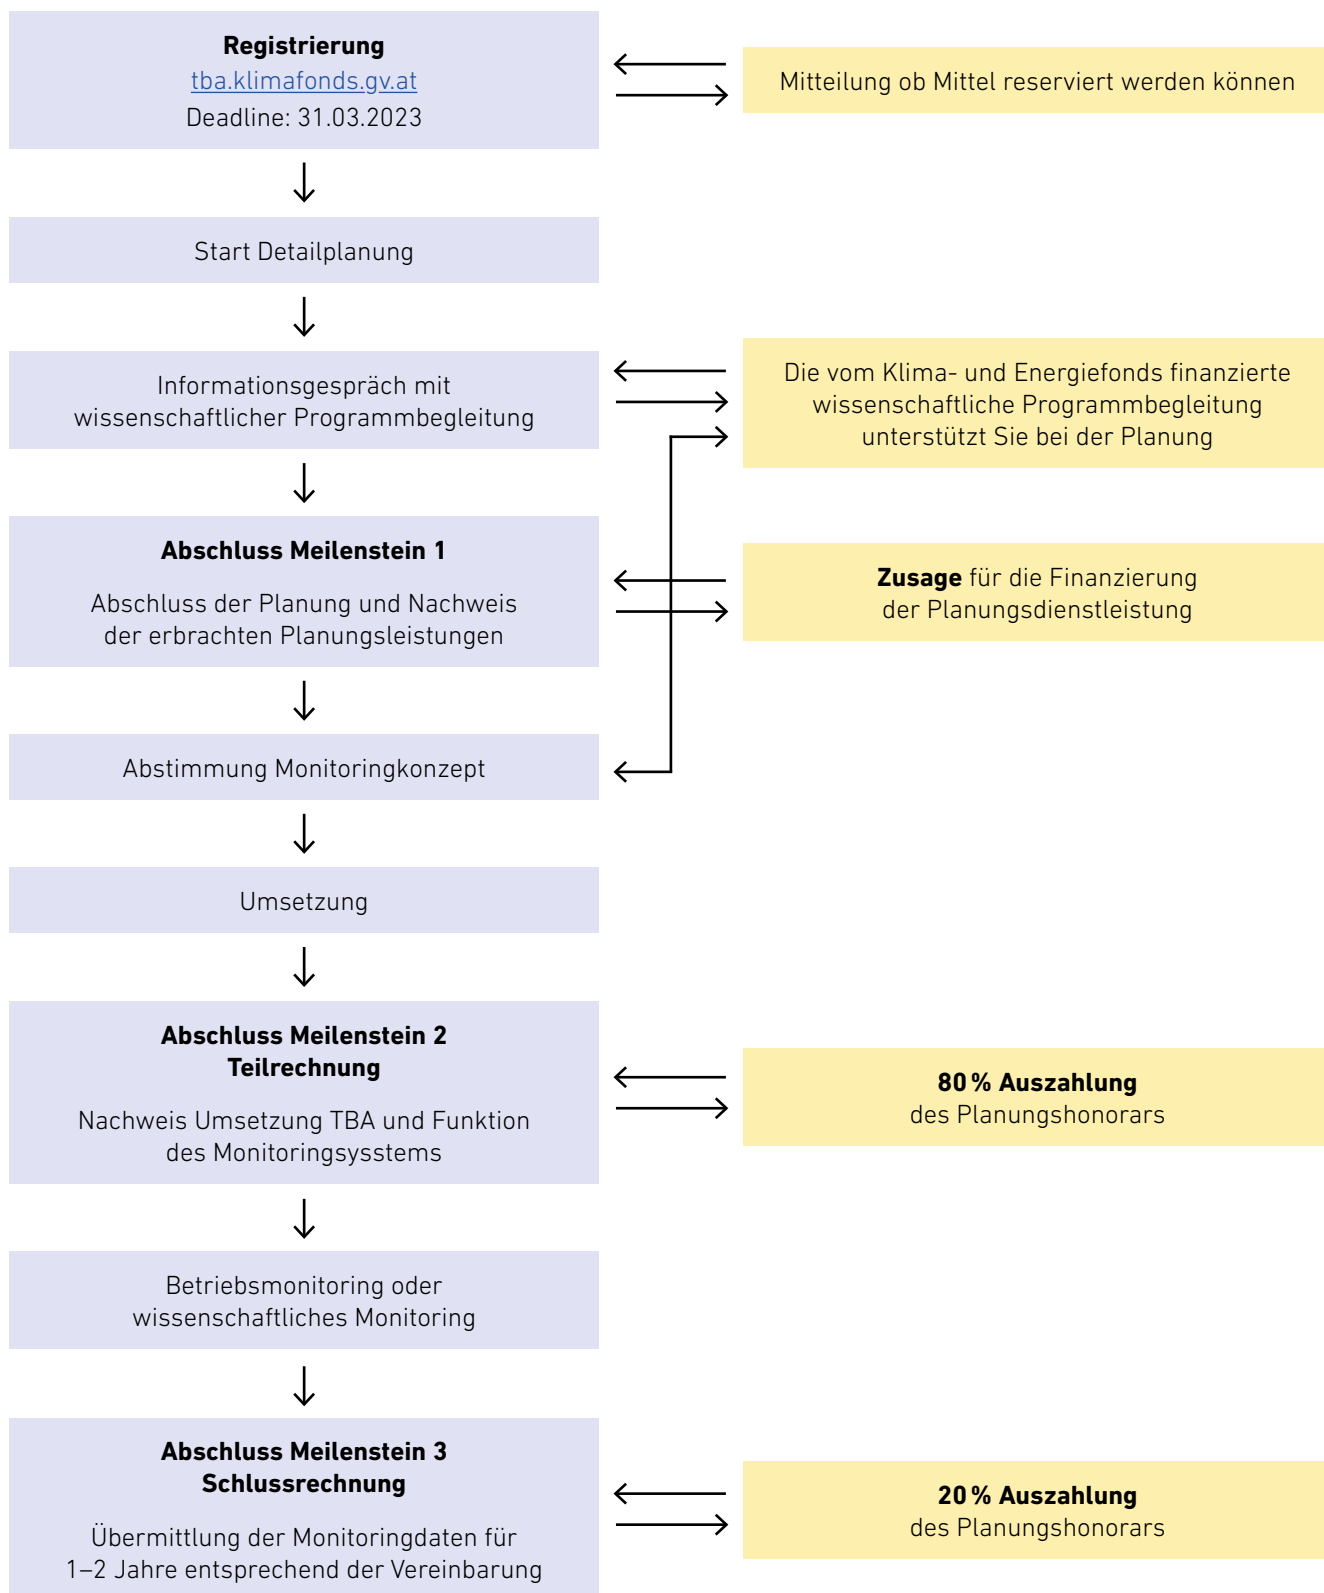 Registrierung
tba.klimafonds.gv.at
Deadline: 31.03.2023
Mitteilung ob Mittel reserviert werden können
Start Detailplanung
Informationsgespräch mit
wissenschaftlicher Programmbegleitung
Die vom Klima- und Energiefonds finanzierte
wissenschaftliche Programmbegleitung
unterstützt Sie bei der Planung
Abschluss Meilenstein 1
Abschluss der Planung und Nachweis
der erbrachten Planungsleistungen
Zusage für die Finanzierung
der Planungsdienstleistung
Abstimmung Monitoringkonzept
Umsetzung
Abschluss Meilenstein 2
Teilrechnung
Nachweis Umsetzung TBA und Funktion
des Monitoringsysstems
80 % Auszahlung
des Planungshonorars
Betriebsmonitoring oder
wissenschaftliches Monitoring
Abschluss Meilenstein 3
Schlussrechnung
Übermittlung der Monitoringdaten für
1–2 Jahre entsprechend der Vereinbarung
20 % Auszahlung
des Planungshonorars